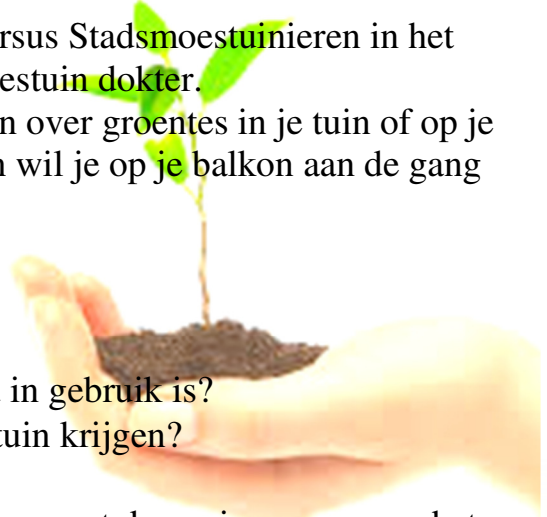 rsus Stadsmoestuinieren in het
estuin dokter.
n over groentes in je tuin of op je
n wil je op je balkon aan de gang
in gebruik is?
tuin krijgen?